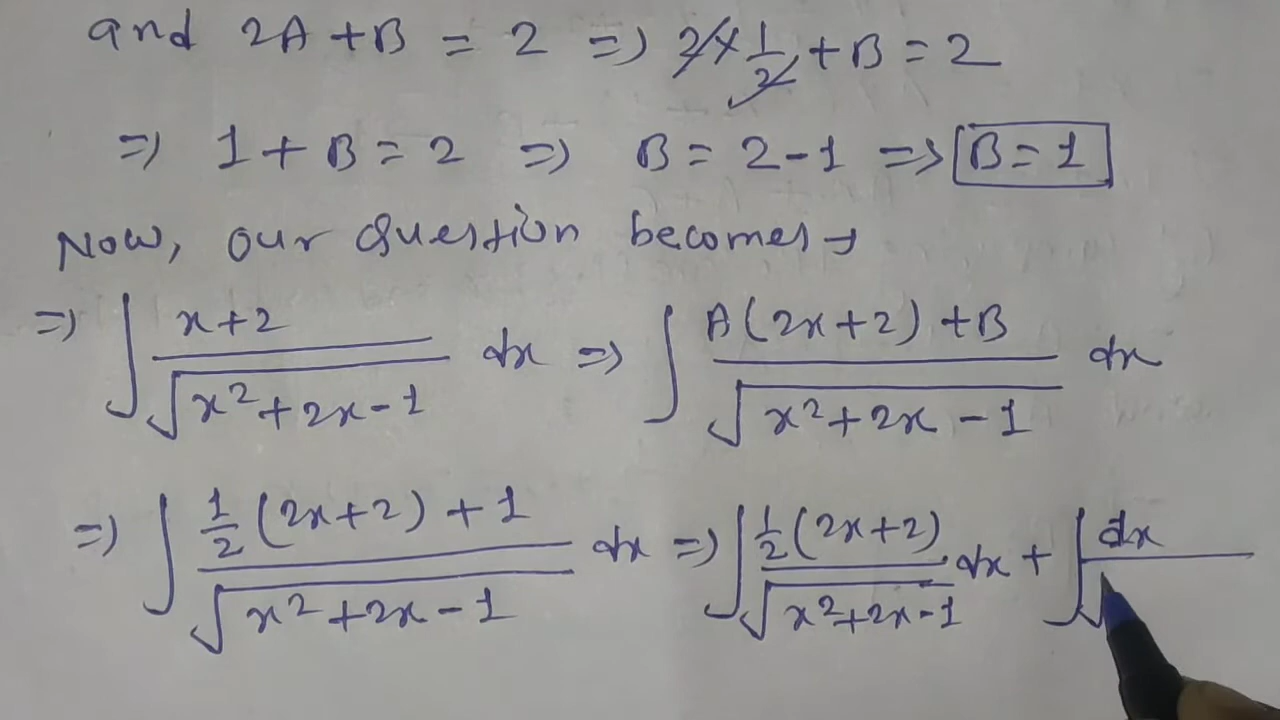 and 2A + B = 2 => 2 × 1/2 + B = 2
=> 1 + B = 2 => B = 2 - 1 => B = 1
Now, our Question becomes →
=> ∫ x+2 / √(x²+2x-1) dx => ∫ A(2x+2) + B / √(x²+2x-1) dx
=> ∫ 1/2 (2x+2) + 1 / √(x²+2x-1) dx => ∫ 1/2 (2x+2) / √(x²+2x-1) dx + ∫ dx / √